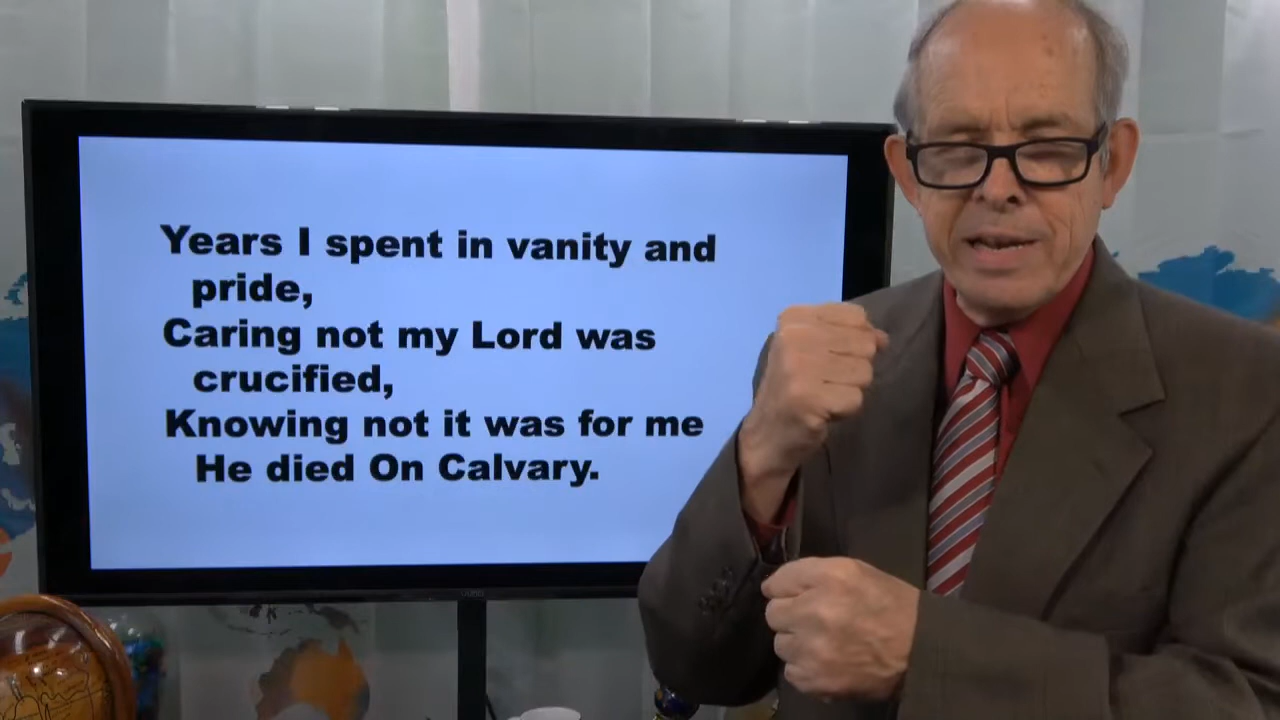 Years I spent in vanity and
pride,
Caring not my Lord was
crucified,
Knowing not it was for me
He died On Calvary.